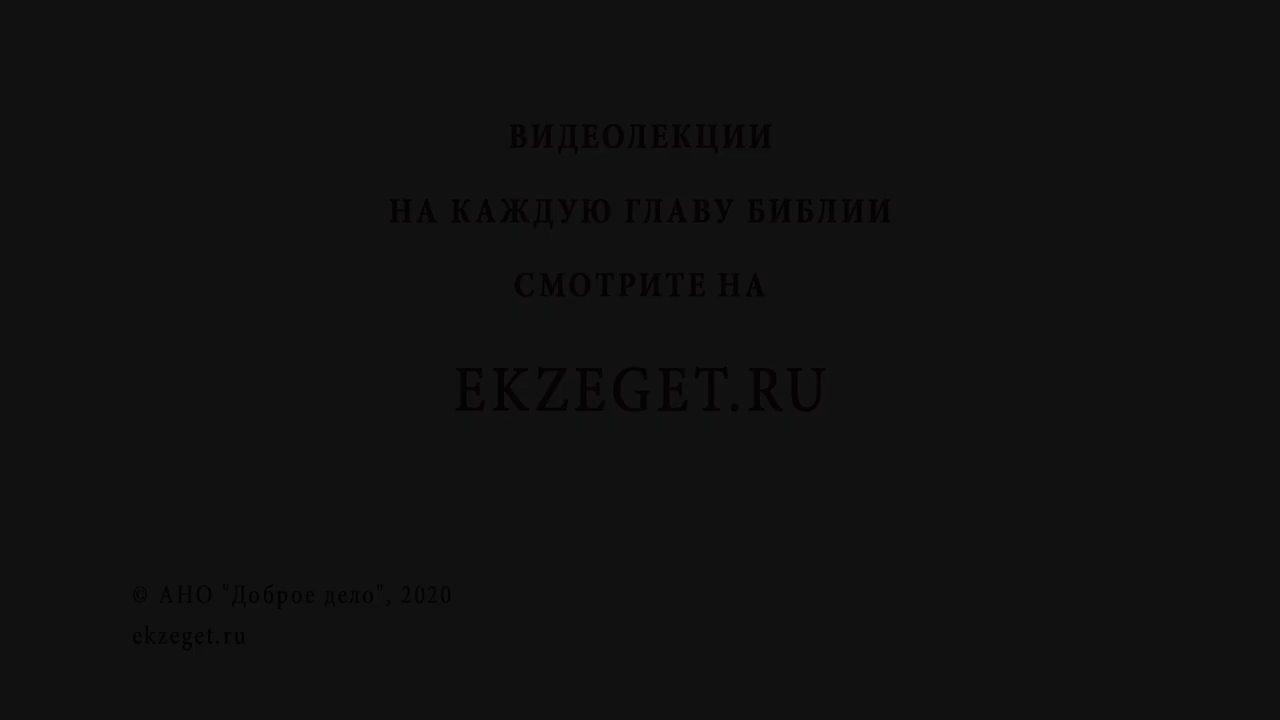 ВИДЕОЛЕКЦИИ
НА КАЖДУЮ ГЛАВУ БИБЛИИ
СМОТРИТЕ НА
EKZEGET.RU
© АНО "Доброе дело", 2020
ekzeget.ru